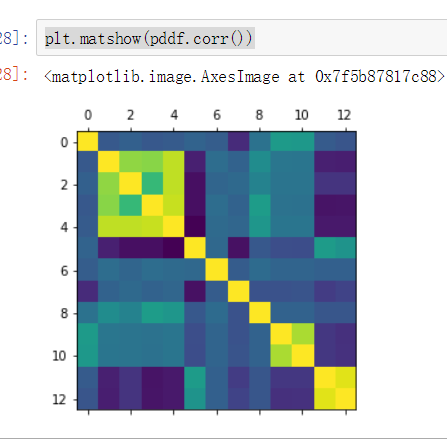 28]: plt.matshow(pddf.corr())
28]: <matplotlib.image.AxesImage at 0x7f5b87817c88>
0 2 4 6 8 10 12
0
2
4
6
8
10
12